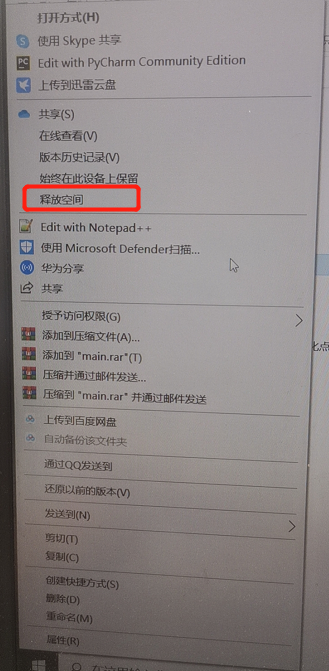 打开方式(H)
使用 Skype 共享
Edit with PyCharm Community Edition
上传到迅雷云盘
共享(S)
在线查看(V)
版本历史记录(V)
始终在此设备上保留
释放空间
Edit with Notepad++
使用 Microsoft Defender扫描...
华为分享
共享
授予访问权限(G)
添加到压缩文件(A)...
添加到 "main.rar"(T)
压缩并通过邮件发送...
压缩到 "main.rar" 并通过邮件发送
上传到百度网盘
自动备份该文件夹
通过QQ发送到
还原以前的版本(V)
发送到(N)
剪切(T)
复制(C)
创建快捷方式(S)
删除(D)
重命名(M)
属性(R)